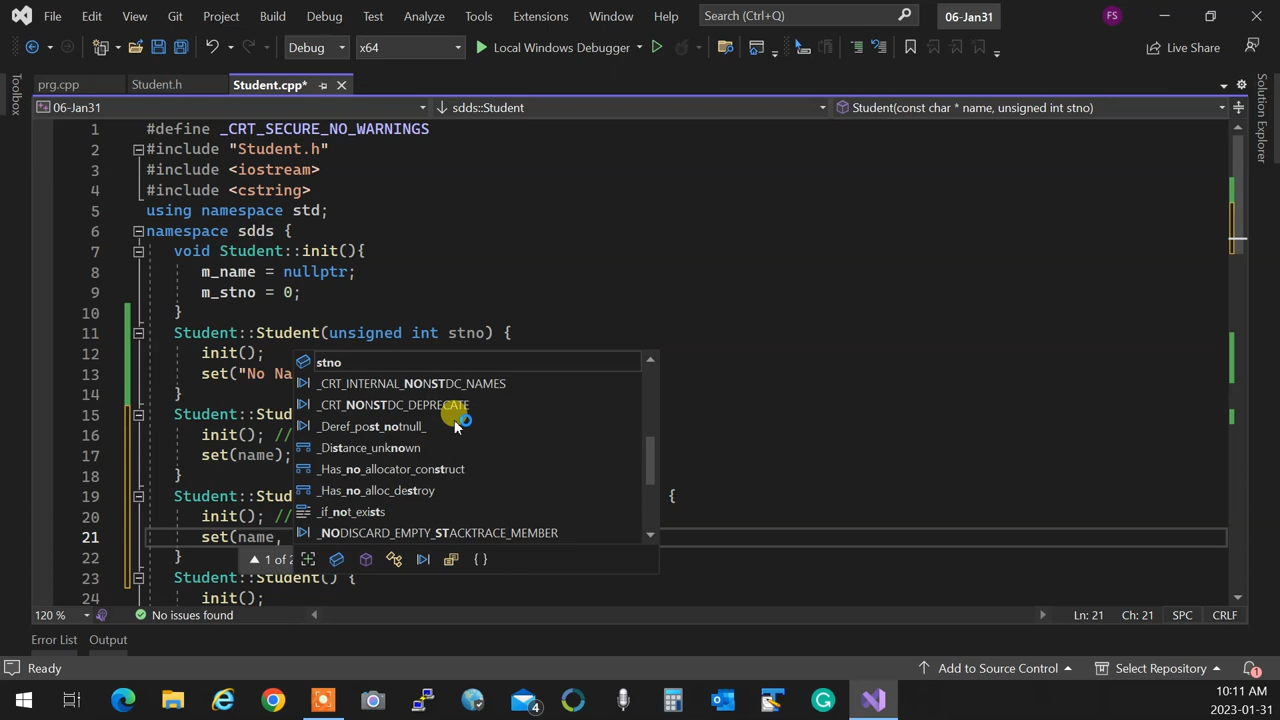 File Edit View Git Project Build Debug Test Analyze Tools Extensions Window Help Search (Ctrl+Q) 06-Jan31 FS
Debug x64 Local Windows Debugger Live Share
prg.cpp Student.h Student.cpp*
06-Jan31 sdds::Student Student(const char * name, unsigned int stno)
Toolbox
Solution Explorer
1 #define _CRT_SECURE_NO_WARNINGS
2 #include "Student.h"
3 #include <iostream>
4 #include <cstring>
5 using namespace std;
6 namespace sdds {
7 void Student::init(){
8 m_name = nullptr;
9 m_stno = 0;
10 }
11 Student::Student(unsigned int stno) {
12 init();
13 set("No Na
14 }
15 Student::Stud
16 init(); //
17 set(name);
18 }
19 Student::Stud {
20 init(); //
21 set(name,
22 }
23 Student::Student() {
24 init();
stno
_CRT_INTERNAL_NONSTDC_NAMES
_CRT_NONSTDC_DEPRECATE
_Deref_post_notnull_
_Distance_unknown
_Has_no_allocator_construct
_Has_no_alloc_destroy
_if_not_exists
_NODISCARD_EMPTY_STACKTRACE_MEMBER
▲ 1 of 2
120 % No issues found Ln: 21 Ch: 21 SPC CRLF
Error List Output
Ready Add to Source Control Select Repository 1
4
10:11 AM
2023-01-31